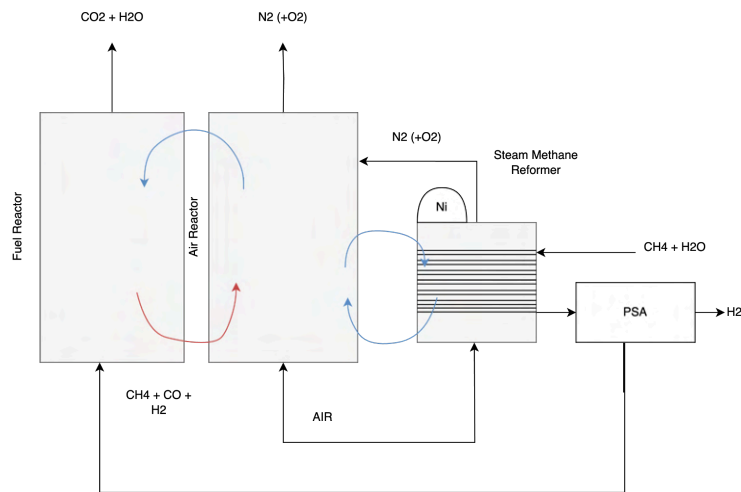 CO2 + H2O
N2 (+O2)
N2 (+O2)
Steam Methane
Reformer
Fuel Reactor
Air Reactor
Ni
CH4 + H2O
PSA
H2
CH4 + CO +
H2
AIR